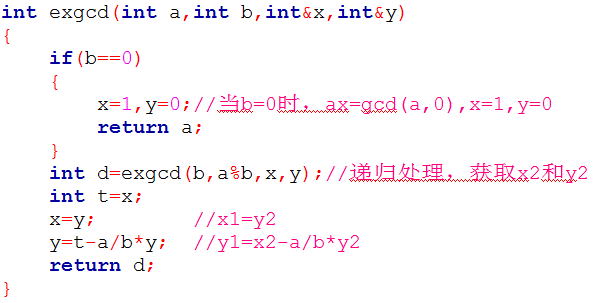 int exgcd(int a,int b,int&x,int&y)
{
    if(b==0)
    {
        x=1,y=0;//当b=0时，ax=gcd(a,0),x=1,y=0
        return a;
    }
    int d=exgcd(b,a%b,x,y);//递归处理，获取x2和y2
    int t=x;
    x=y;        //x1=y2
    y=t-a/b*y;  //y1=x2-a/b*y2
    return d;
}